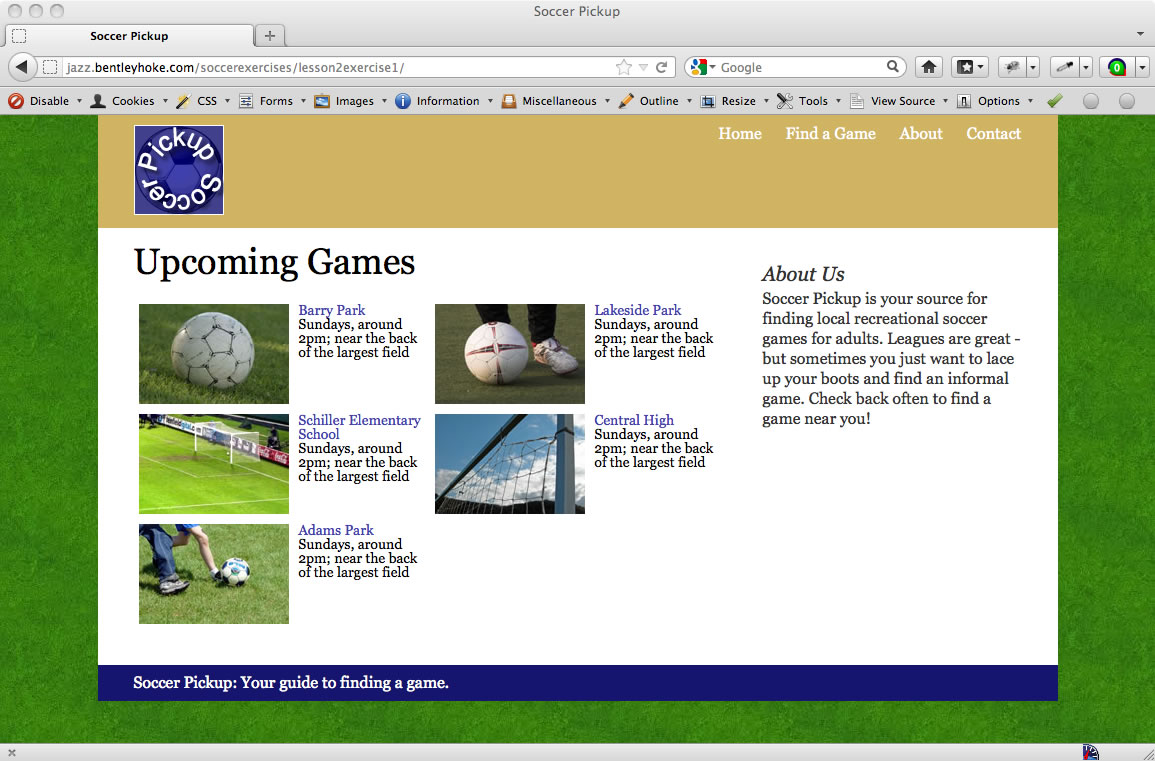 Soccer Pickup
Soccer Pickup
jazz.bentleyhoke.com/soccerexercises/lesson2exercise1/
Google
0
Disable Cookies CSS Forms Images Information Miscellaneous Outline Resize Tools View Source Options
Soccer Pickup
Home Find a Game About Contact
Upcoming Games
Barry Park
Sundays, around
2pm; near the back
of the largest field
Lakeside Park
Sundays, around
2pm; near the back
of the largest field
Schiller Elementary
School
Sundays, around
2pm; near the back
of the largest field
Central High
Sundays, around
2pm; near the back
of the largest field
Adams Park
Sundays, around
2pm; near the back
of the largest field
About Us
Soccer Pickup is your source for
finding local recreational soccer
games for adults. Leagues are great -
but sometimes you just want to lace
up your boots and find an informal
game. Check back often to find a
game near you!
Soccer Pickup: Your guide to finding a game.